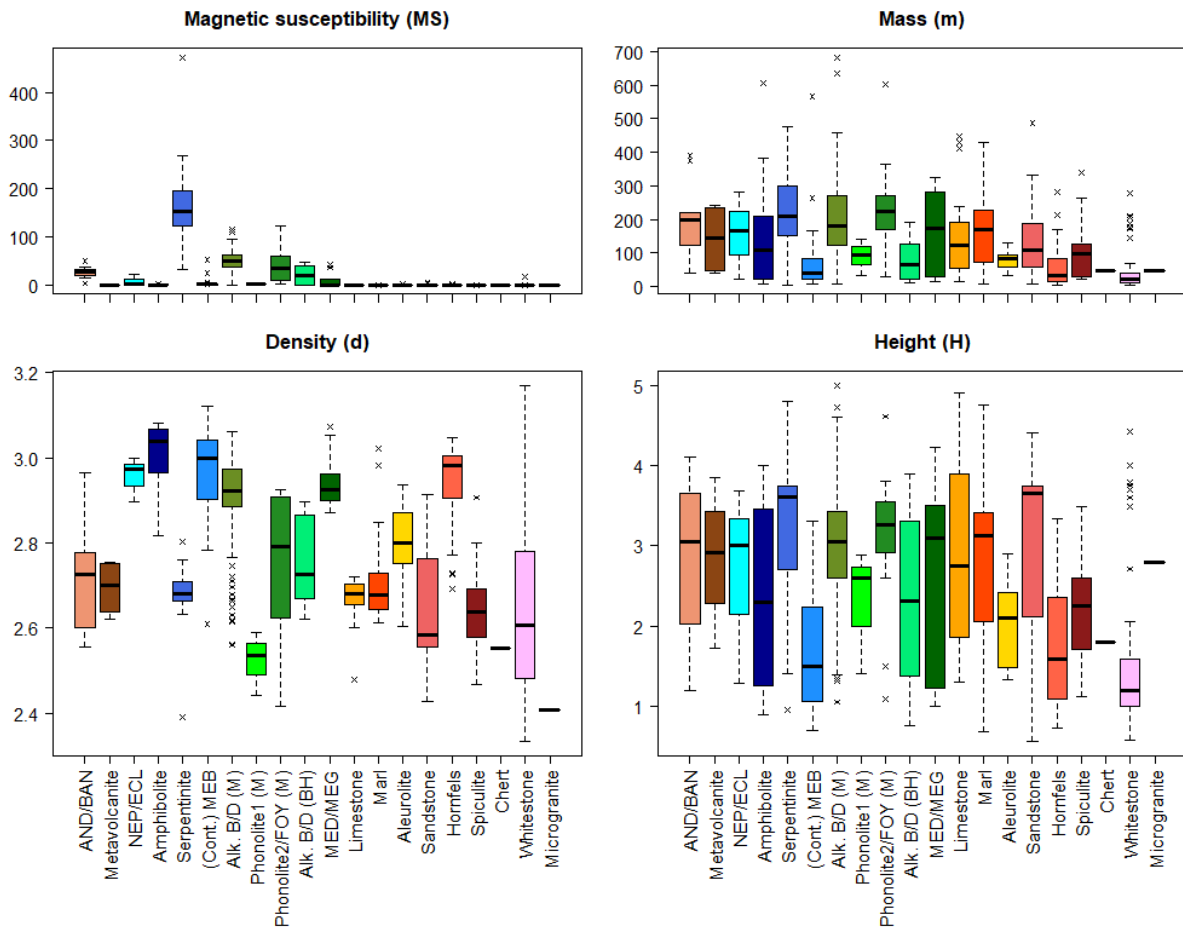 Magnetic susceptibility (MS)
400
300
200
100
0
Mass (m)
700
600
500
400
300
200
100
0
Density (d)
3.2
3.0
2.8
2.6
2.4
AND/BAN
Metavolcanite
NEP/ECL
Amphibolite
Serpentinite
(Cont.) MEB
Alk. B/D (M)
Phonolite1 (M)
Phonolite2/FOY (M)
Alk. B/D (BH)
MED/MEG
Limestone
Marl
Aleurolite
Sandstone
Hornfels
Spiculite
Chert
Whitestone
Microgranite
Height (H)
5
4
3
2
1
AND/BAN
Metavolcanite
NEP/ECL
Amphibolite
Serpentinite
(Cont.) MEB
Alk. B/D (M)
Phonolite1 (M)
Phonolite2/FOY (M)
Alk. B/D (BH)
MED/MEG
Limestone
Marl
Aleurolite
Sandstone
Hornfels
Spiculite
Chert
Whitestone
Microgranite